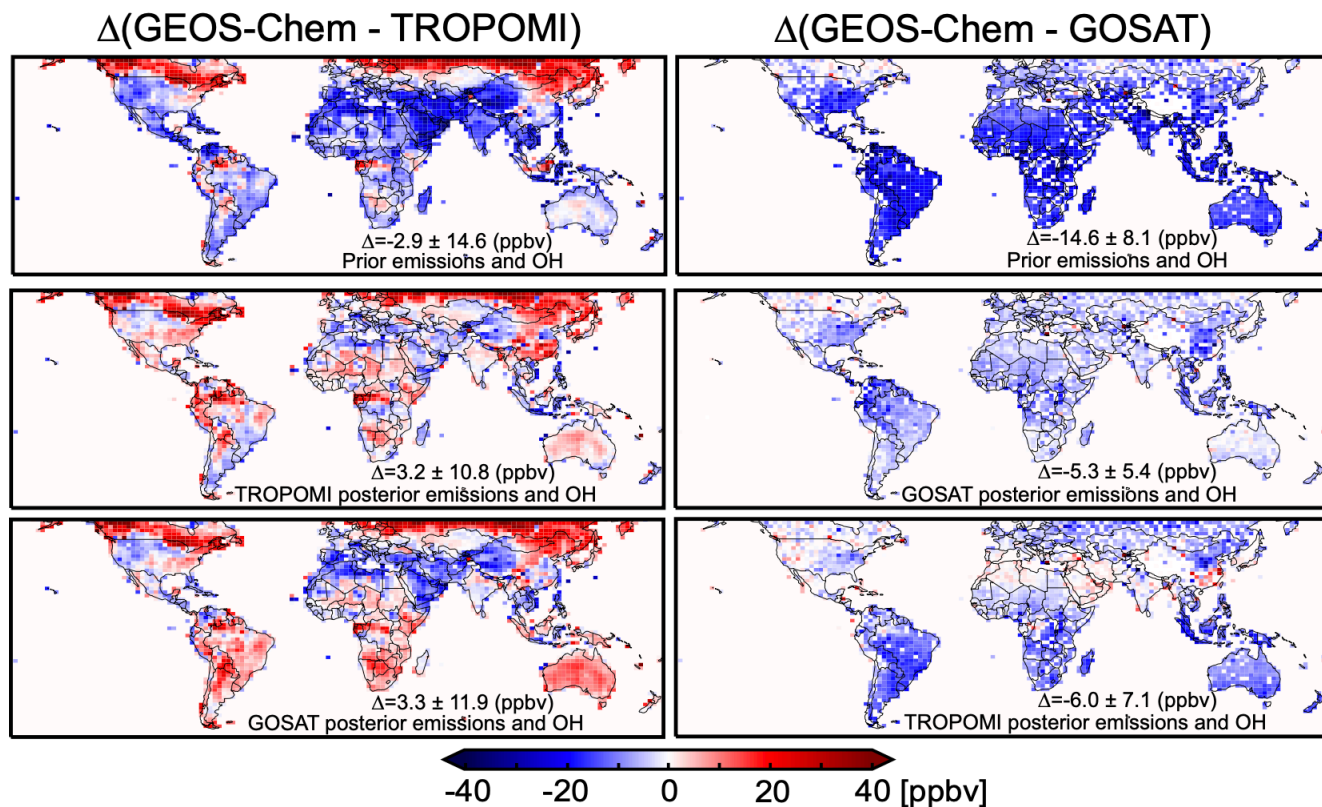 Δ(GEOS-Chem - TROPOMI)
Δ(GEOS-Chem - GOSAT)
Δ=-2.9 ± 14.6 (ppbv)
Prior emissions and OH
Δ=-14.6 ± 8.1 (ppbv)
Prior emissions and OH
Δ=3.2 ± 10.8 (ppbv)
TROPOMI posterior emissions and OH
Δ=-5.3 ± 5.4 (ppbv)
GOSAT posterior emissions and OH
Δ=3.3 ± 11.9 (ppbv)
GOSAT posterior emissions and OH
Δ=-6.0 ± 7.1 (ppbv)
TROPOMI posterior emissions and OH
-40 -20 0 20 40 [ppbv]